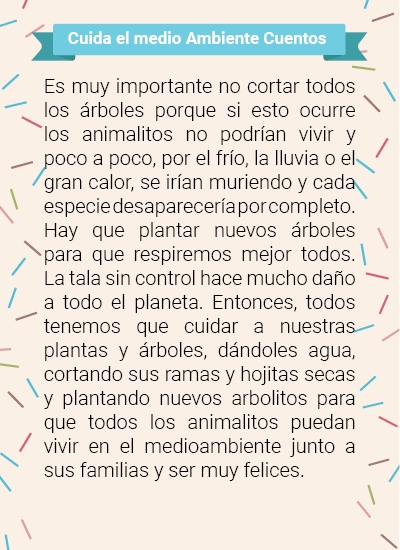 Cuida el medio Ambiente Cuentos
Es muy importante no cortar todos
los árboles porque si esto ocurre
los animalitos no podrían vivir y
poco a poco, por el frío, la lluvia o el
gran calor, se irían muriendo y cada
especie desaparecería por completo.
Hay que plantar nuevos árboles
para que respiremos mejor todos.
La tala sin control hace mucho daño
a todo el planeta. Entonces, todos
tenemos que cuidar a nuestras
plantas y árboles, dándoles agua,
cortando sus ramas y hojitas secas
y plantando nuevos arbolitos para
que todos los animalitos puedan
vivir en el medioambiente junto a
sus familias y ser muy felices.